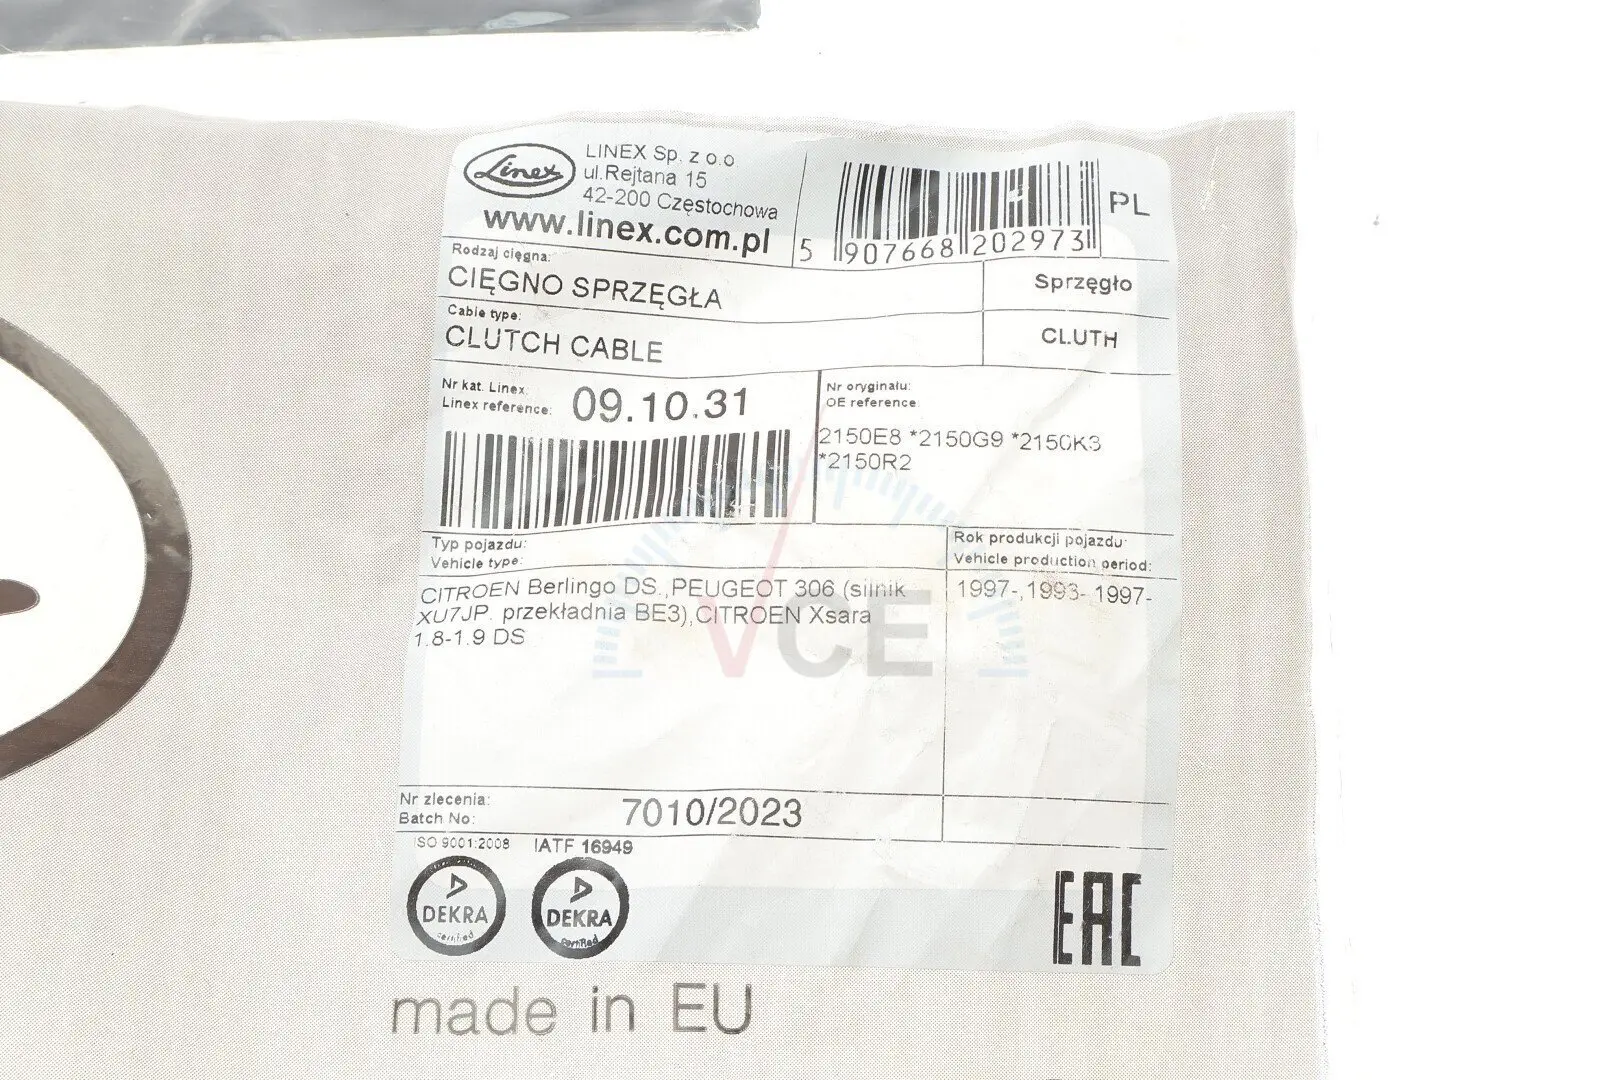 Linex
LINEX Sp. z o.o.
ul.Rejtana 15
42-200 Częstochowa
www.linex.com.pl
5 907668 202973
PL
Rodzaj cięgna:
CIĘGNO SPRZĘGŁA
Sprzęgło
Cable type:
CLUTCH CABLE
CLUTH
Nr kat. Linex:
Linex reference:
09.10.31
Nr oryginału:
OE reference
2150E8 *2150G9 *2150K3
*2150R2
Typ pojazdu:
Vehicle type:
Rok produkcji pojazdu:
Vehicle production period:
CITROEN Berlingo DS.,PEUGEOT 306 (silnik
XU7JP. przekładnia BE3),CITROEN Xsara
1.8-1.9 DS
1997-,1993- 1997-
VCE
Nr zlecenia:
Batch No:
7010/2023
ISO 9001:2008
IATF 16949
DEKRA
certified
DEKRA
certified
EAC
made in EU